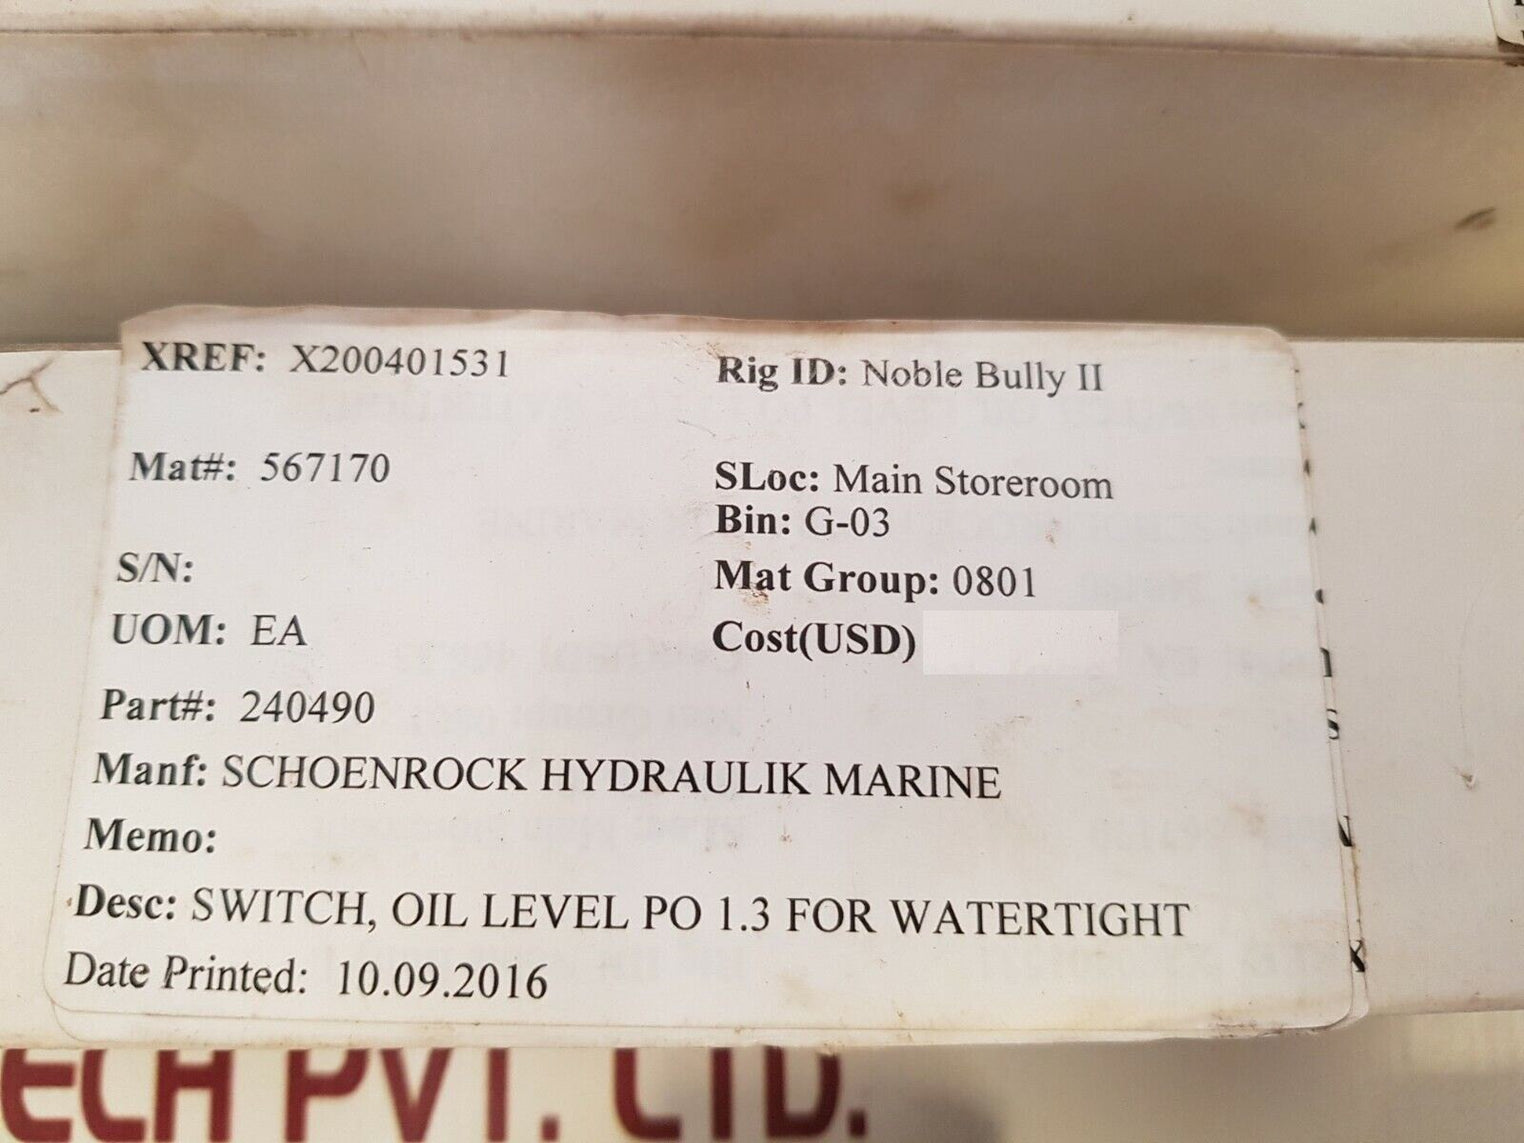 XREF: X200401531
Rig ID: Noble Bully II
Mat#: 567170
SLoc: Main Storeroom
Bin: G-03
S/N:
Mat Group: 0801
UOM: EA
Cost(USD)
Part#: 240490
Manf: SCHOENROCK HYDRAULIK MARINE
Memo:
Desc: SWITCH, OIL LEVEL PO 1.3 FOR WATERTIGHT
Date Printed: 10.09.2016
ECH PVT. LTD.